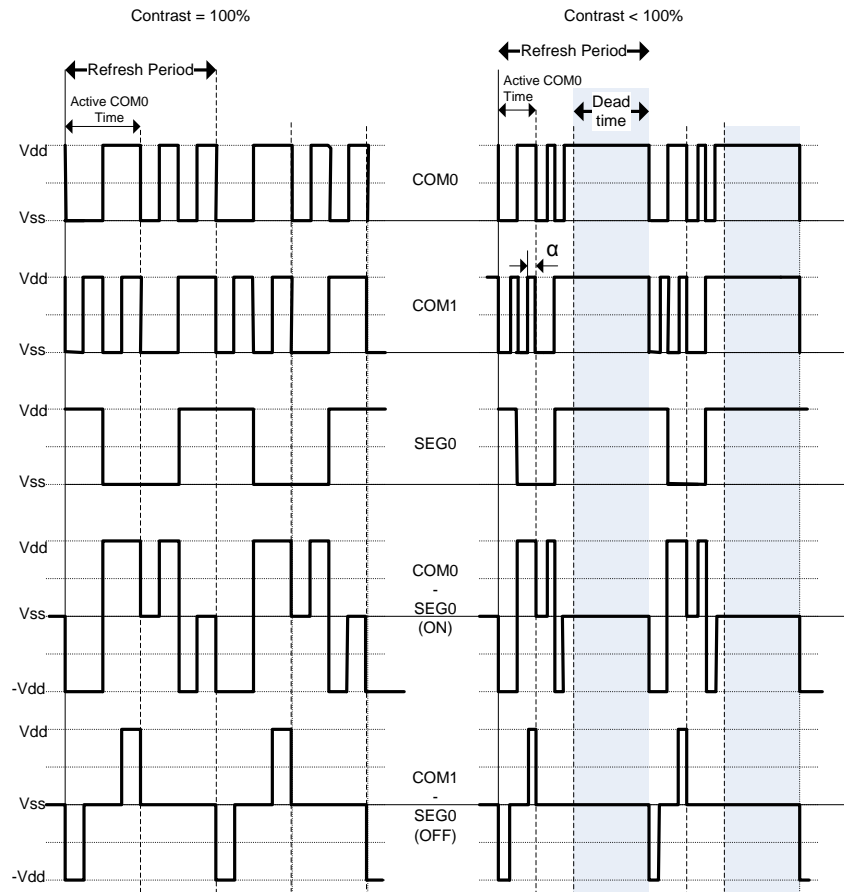 Contrast = 100%
Contrast < 100%
Refresh Period
Refresh Period
Active COM0
Time
Active COM0
Time
Dead
time
Vdd
Vss
COM0
α
Vdd
Vss
COM1
Vdd
Vss
SEG0
Vdd
Vss
-Vdd
COM0
-
SEG0
(ON)
Vdd
Vss
-Vdd
COM1
-
SEG0
(OFF)